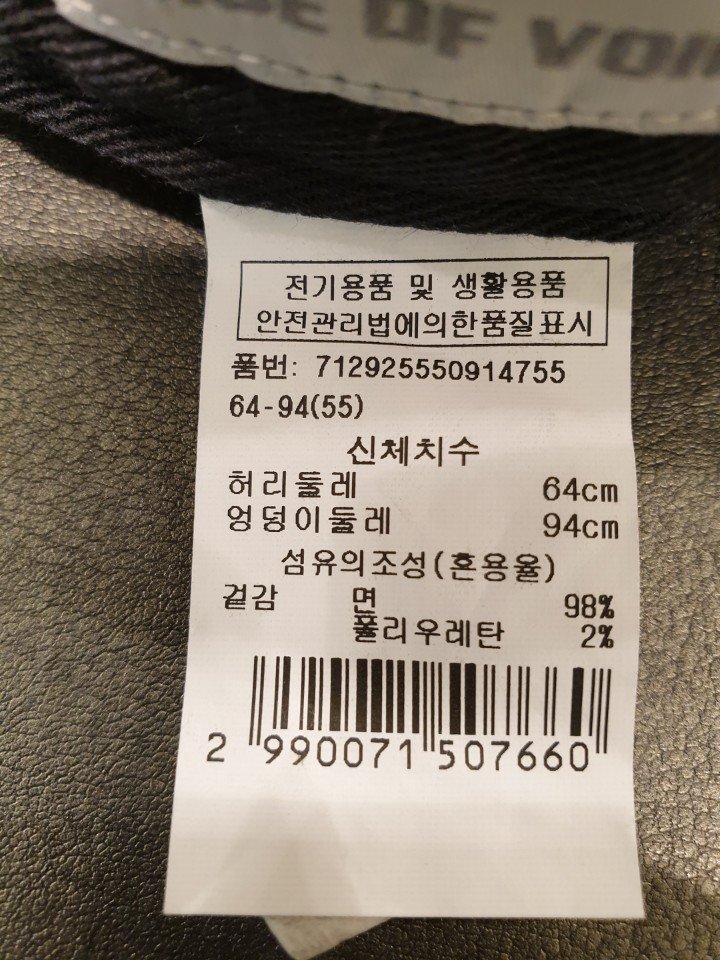 DF
전기용품 및 생활용품
안전관리법에의한품질표시
품번: 712925550914755
64-94(55)
신체치수
허리둘레 64cm
엉덩이둘레 94cm
섬유의조성(혼용율)
겉감 면 98%
폴리우레탄 2%
2 990071 507660